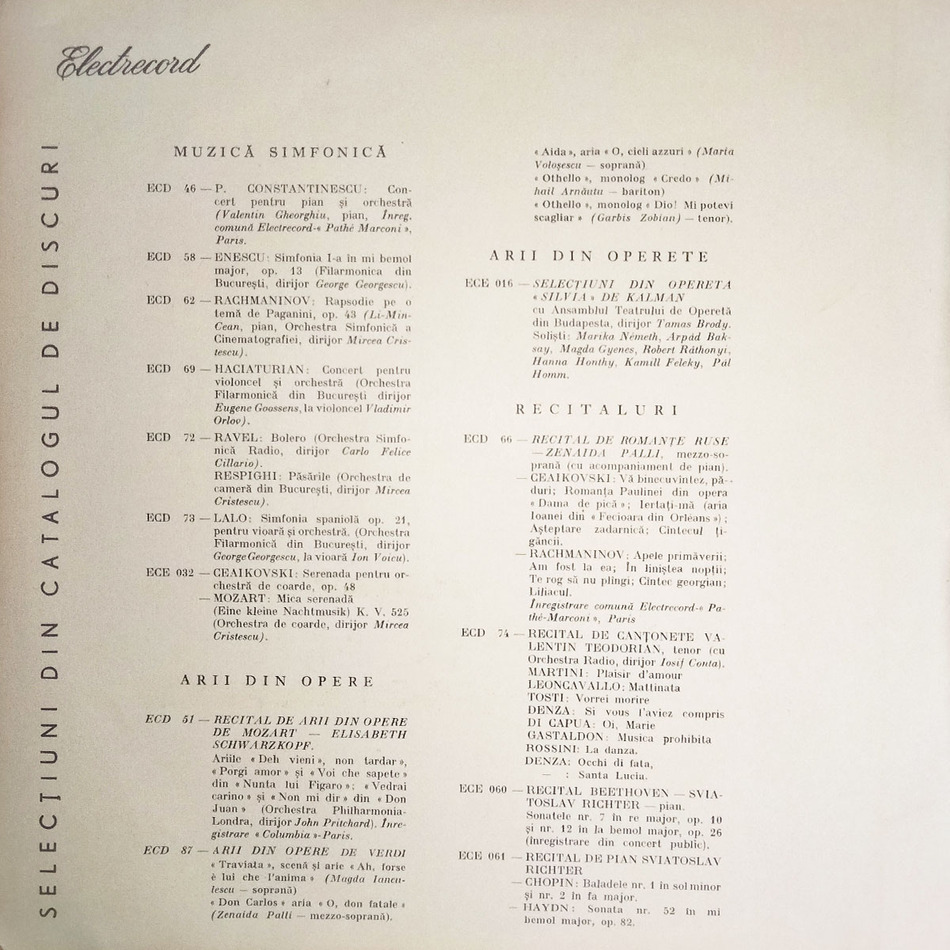 Electrecord
SELECȚIUNI DIN CATALOGUL DE DISCURI
MUZICĂ SIMFONICĂ
ECD 46 — P. CONSTANTINESCU: Con-
cert pentru pian și orchestră
(Valentin Gheorghiu, pian, Înreg.
comună Electrecord-« Pathé Marconi »,
Paris.
ECD 58 — ENESCU: Simfonia I-a în mi bemol
major, op. 13 (Filarmonica din
București, dirijor George Georgescu).
ECD 62 — RACHMANINOV: Rapsodie pe o
temă de Paganini, op. 43 (Li-Min-
Cean, pian, Orchestra Simfonică a
Cinematografiei, dirijor Mircea Cris-
tescu).
ECD 69 — HACIATURIAN: Concert pentru
violoncel și orchestră (Orchestra
Filarmonică din București dirijor
Eugene Goossens, la violoncel Vladimir
Orlov).
ECD 72 — RAVEL: Bolero (Orchestra Simfo-
nică Radio, dirijor Carlo Felice
Cillario).
RESPIGHI: Păsările (Orchestra de
cameră din București, dirijor Mircea
Cristescu).
ECD 73 — LALO: Simfonia spaniolă op. 21,
pentru vioară și orchestră. (Orchestra
Filarmonică din București, dirijor
George Georgescu, la vioară Ion Voicu).
ECE 032 — CEAIKOVSKI: Serenada pentru or-
chestră de coarde, op. 48
— MOZART: Mica serenadă
(Eine kleine Nachtmusik) K. V. 525
(Orchestra de coarde, dirijor Mircea
Cristescu).
ARII DIN OPERE
ECD 51 — RECITAL DE ARII DIN OPERE
DE MOZART — ELISABETH
SCHWARZKOPF.
Ariile « Deh vieni », non tardar »,
« Porgi amor » și « Voi che sapete »
din « Nunta lui Figaro »; « Vedrai
carino » și « Non mi dir » din « Don
Juan » (Orchestra Philharmonia-
Londra, dirijor John Pritchard). Înre-
gistrare « Columbia »-Paris.
ECD 87 — ARII DIN OPERE DE VERDI
« Traviata », scenă și arie « Ah, forse
è lui che l'anima » (Magda Iancu-
lescu — soprană)
« Don Carlos » aria « O, don fatale »
(Zenaida Palli — mezzo-soprană).
« Aida », aria « O, cieli azzuri » (Maria
Voloșescu — soprană)
« Othello », monolog « Credo » (Mi-
hail Arnăutu — bariton)
« Othello », monolog « Dio! Mi potevi
scagliar » (Garbis Zobian) — tenor).
ARII DIN OPERETE
ECE 016 — SELECȚIUNI DIN OPERETA
« SILVIA » DE KALMAN
cu Ansamblul Teatrului de Operetă
din Budapesta, dirijor Tamas Brody.
Soliști: Marika Németh, Arpád Bak-
say, Magda Gyenes, Robert Ráthonyi,
Hanna Honthy, Kamill Feleky, Pál
Homm.
RECITALURI
ECD 66 — RECITAL DE ROMANȚE RUSE
— ZENAIDA PALLI, mezzo-so-
prană (cu acompaniament de pian).
— CEAIKOVSKI: Vă binecuvîntez, pă-
duri; Romanța Paulinei din opera
« Dama de pică »; Iertați-mă (aria
Ioanei din « Fecioara din Orléans »);
Așteptare zadarnică; Cîntecul ți-
găncii.
— RACHMANINOV: Apele primăverii;
Am fost la ea; În liniștea nopții;
Te rog să nu plîngi; Cîntec georgian;
Liliacul.
Înregistrare comună Electrecord-« Pa-
thé-Marconi », Paris
ECD 74 — RECITAL DE CANȚONETE VA-
LENTIN TEODORIAN, tenor (cu
Orchestra Radio, dirijor Iosif Conta).
MARTINI: Plaisir d'amour
LEONCAVALLO: Mattinata
TOSTI: Vorrei morire
DENZA: Si vous l'aviez compris
DI CAPUA: Oi, Marie
GASTALDON: Musica prohibita
ROSSINI: La danza.
DENZA: Occhi di fata,
— : Santa Lucia.
ECE 060 — RECITAL BEETHOVEN — SVIA-
TOSLAV RICHTER — pian.
Sonatele nr. 7 în re major, op. 10
și nr. 12 în la bemol major, op. 26
(înregistrare din concert public).
ECE 061 — RECITAL DE PIAN SVIATOSLAV
RICHTER
— CHOPIN: Baladele nr. 1 în sol minor
și nr. 2 în fa major.
— HAYDN: Sonata nr. 52 în mi
bemol major, op. 82.